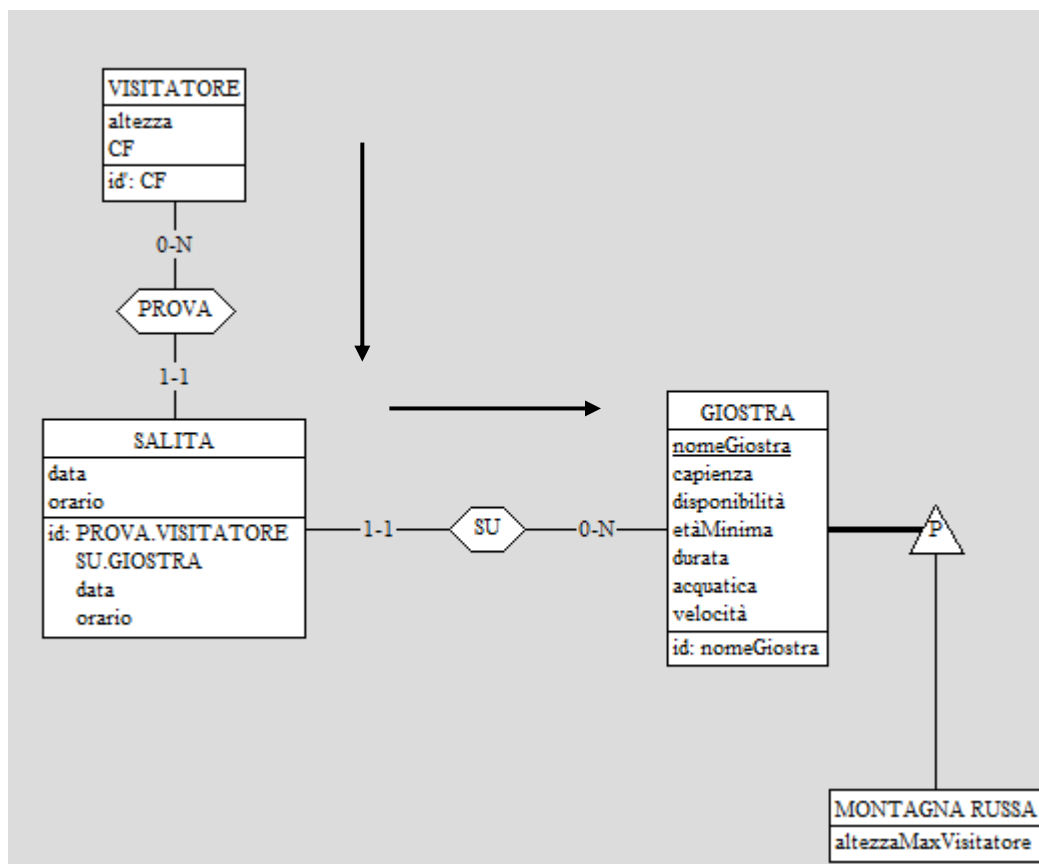 VISITATORE
altezza
CF
id': CF
0-N
PROVA
1-1
SALITA
data
orario
id: PROVA.VISITATORE
SU.GIOSTRA
data
orario
1-1
SU
0-N
GIOSTRA
nomeGiostra
capienza
disponibilità
etàMinima
durata
acquatica
velocità
id: nomeGiostra
P
MONTAGNA RUSSA
altezzaMaxVisitatore